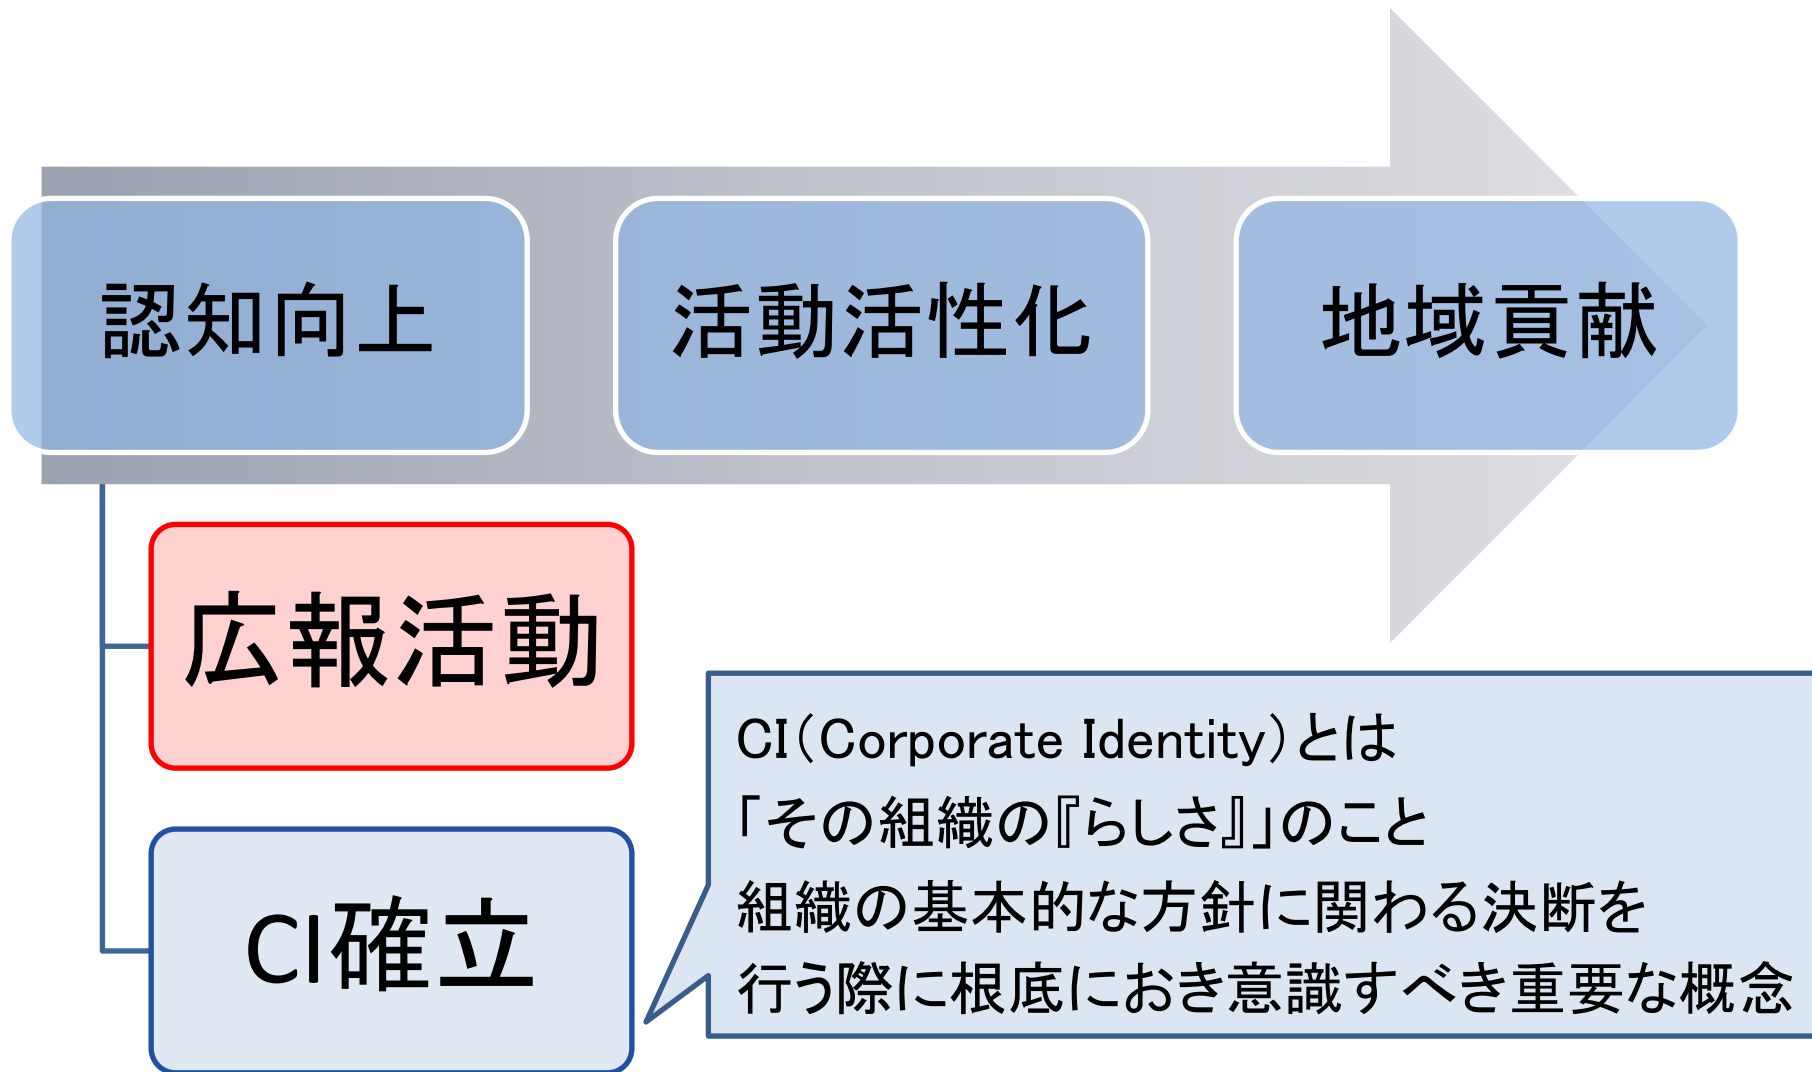 認知向上
活動活性化
地域貢献
広報活動
CI確立
CI(Corporate Identity)とは
「その組織の『らしさ』」のこと
組織の基本的な方針に関わる決断を
行う際に根底におき意識すべき重要な概念